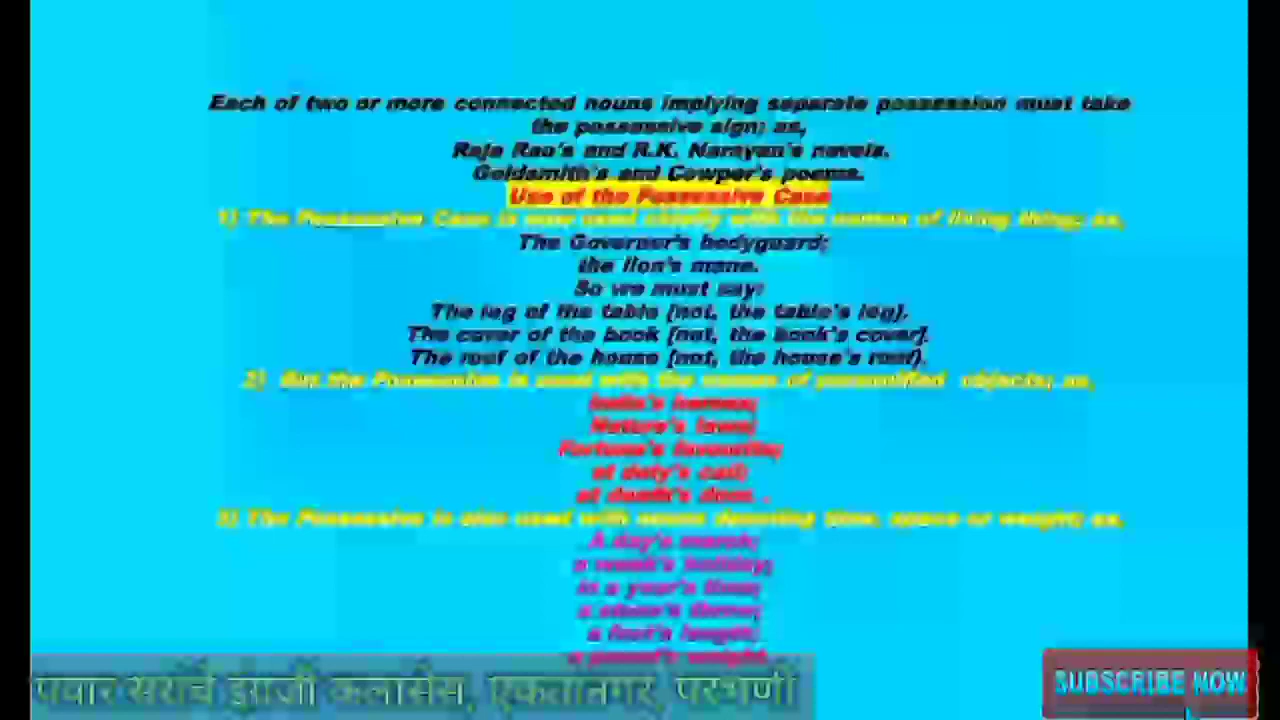 Each of two or more connected nouns implying separate possession must take
the possessive sign; as,
Raja Rao's and R.K. Narayan's novels.
Goldsmith's and Cowper's poems.
Use of the Possessive Case
1) The Possessive Case is now used chiefly with the names of living things; as,
The Governor's bodyguard;
the lion's mane.
So we must say:
The leg of the table [not, the table's leg].
The cover of the book [not, the book's cover].
The roof of the house [not, the house's roof].
2) But the Possessive is used with the names of personified objects; as,
India's heroes;
Nature's laws;
Fortune's favourite;
at duty's call;
at death's door.
3) The Possessive is also used with nouns denoting time, space or weight; as,
A day's march;
a week's holiday;
in a year's time;
a foot's length;
a pound's weight.
पवार सरांचे इंग्रजी क्लासेस, एकतानगर, परभणी
SUBSCRIBE NOW